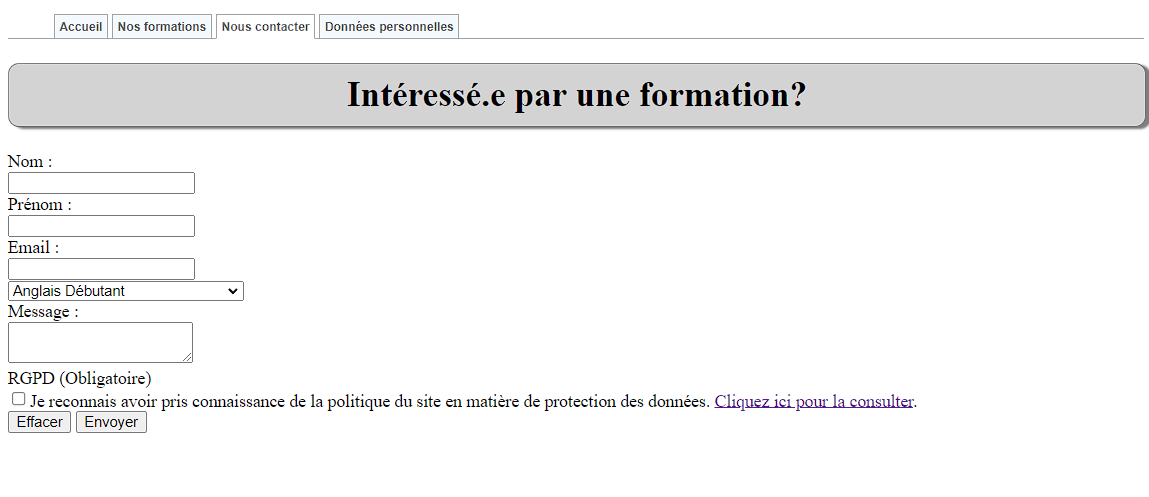 Accueil Nos formations Nous contacter Données personnelles
Intéressé.e par une formation?
Nom :
Prénom :
Email :
Anglais Débutant
Message :
RGPD (Obligatoire)
Je reconnais avoir pris connaissance de la politique du site en matière de protection des données. Cliquez ici pour la consulter.
Effacer Envoyer